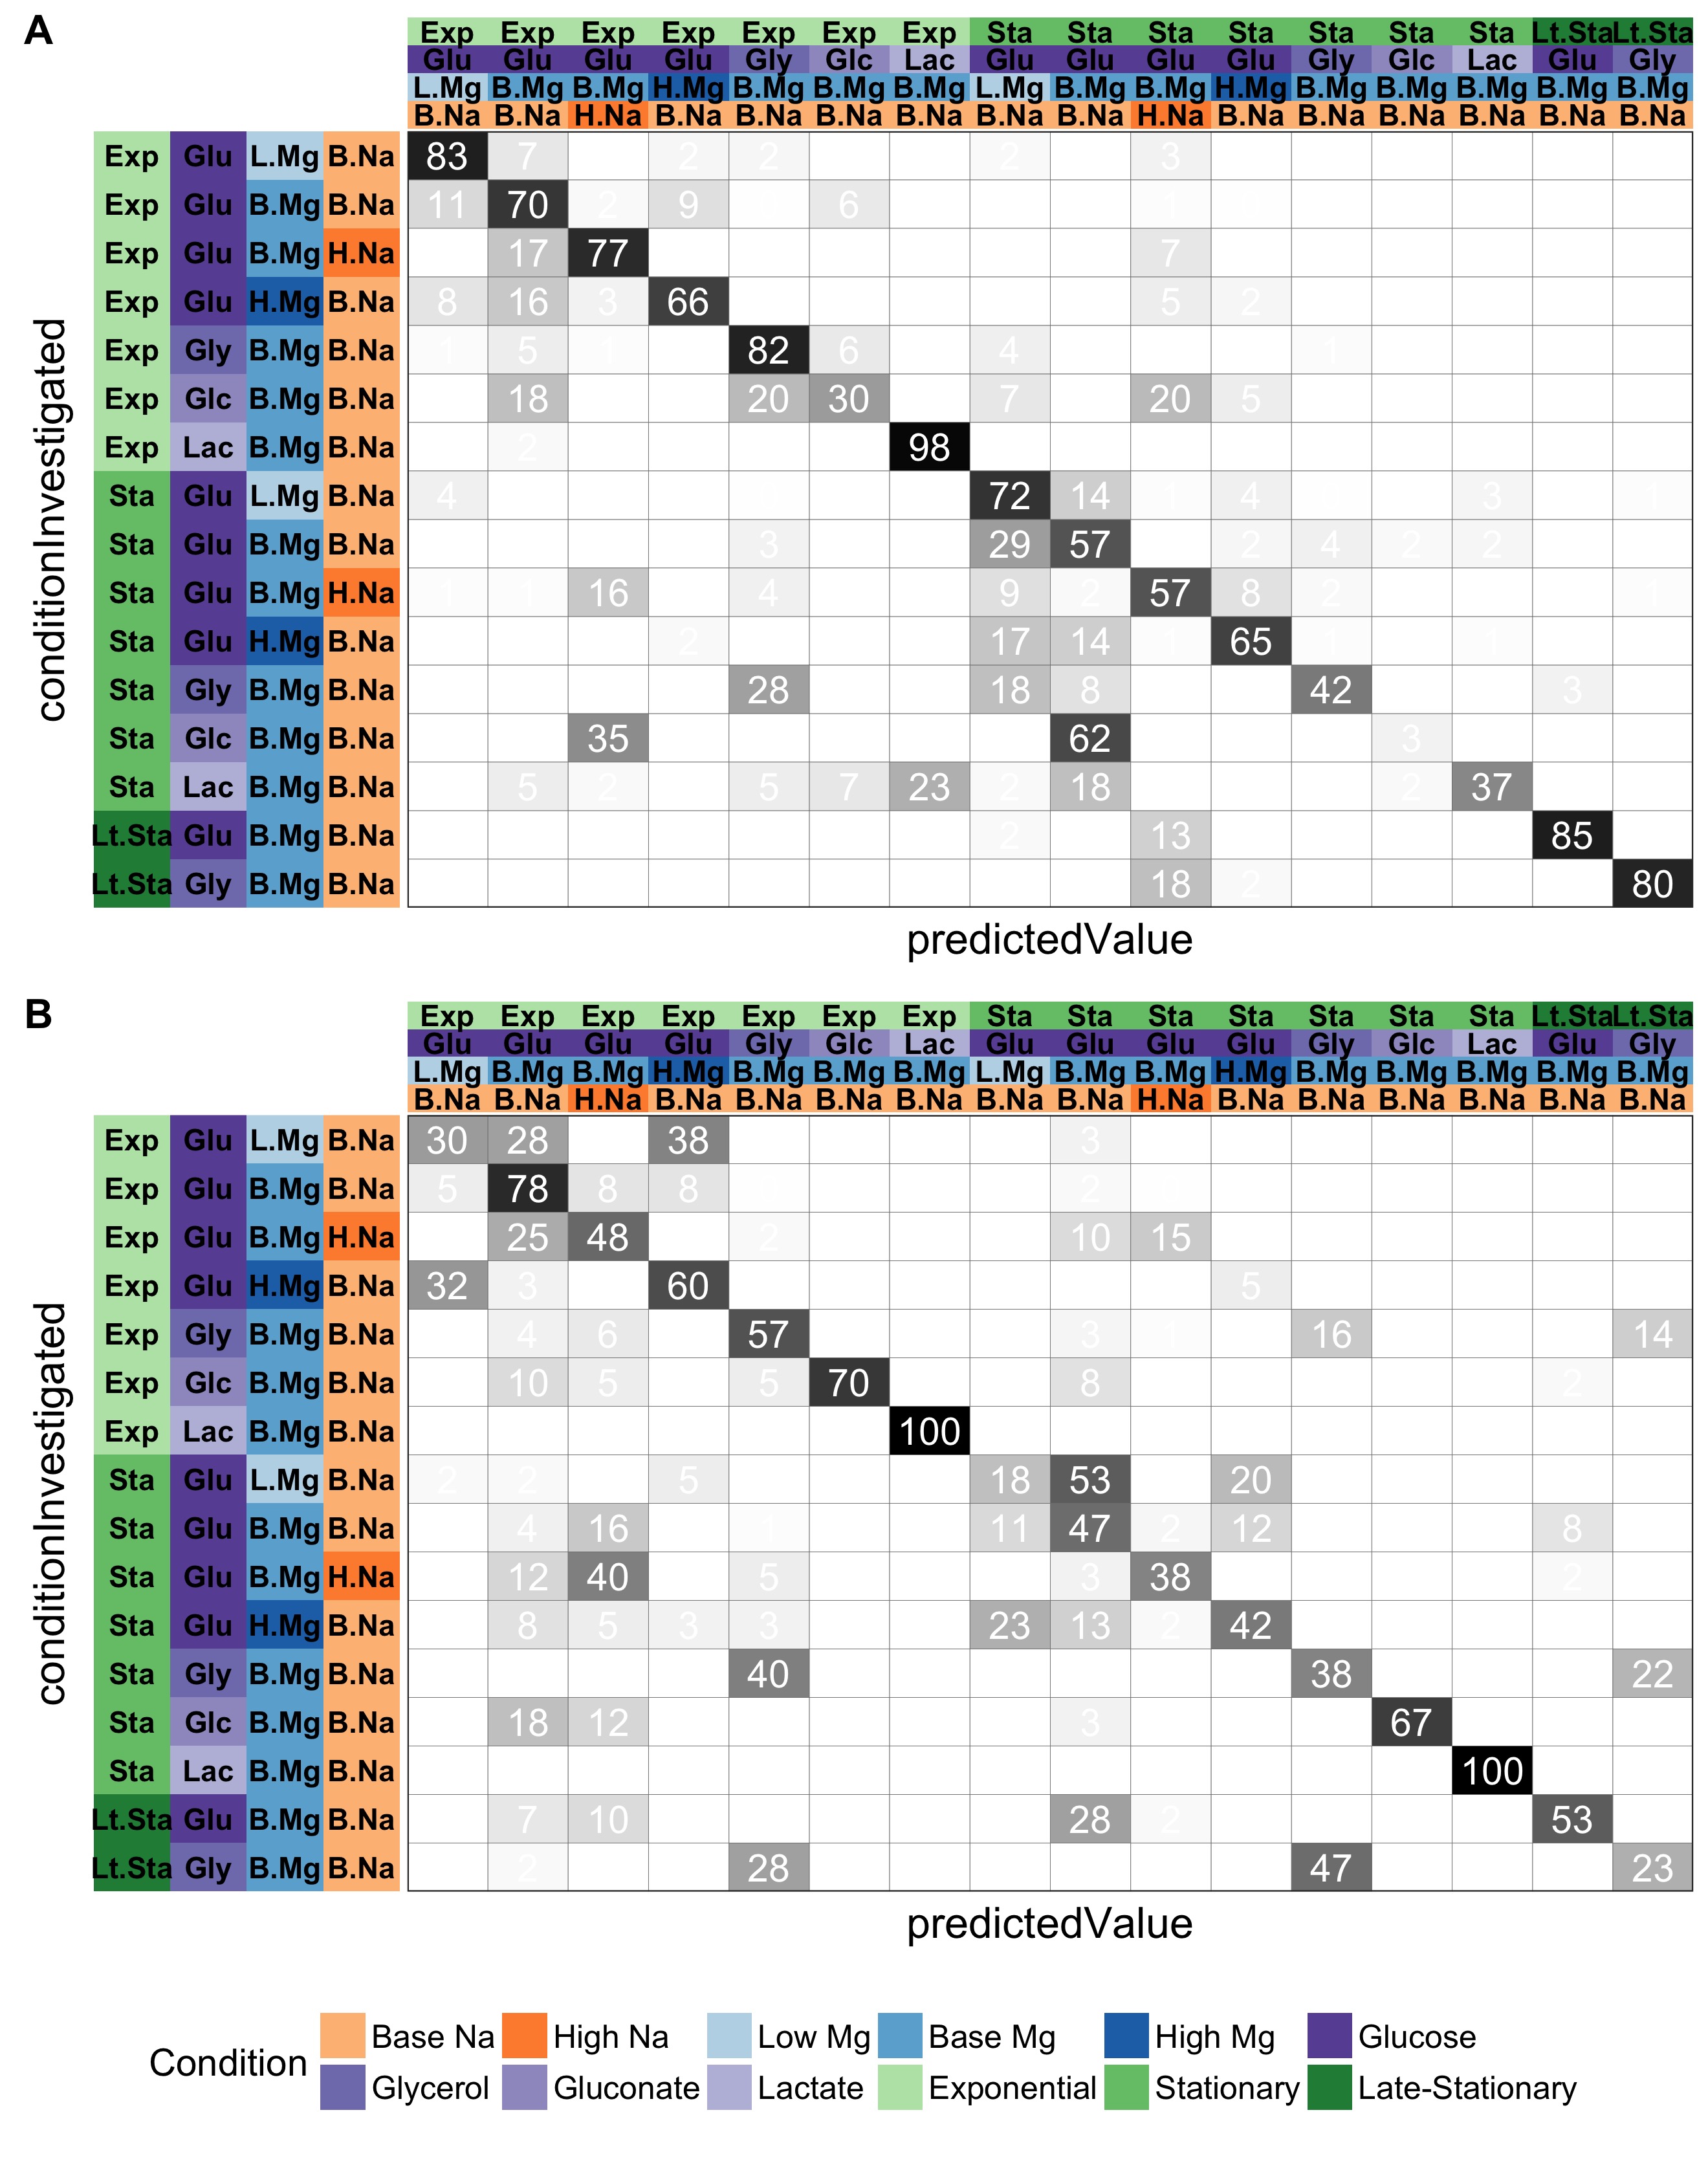 A
Exp Exp Exp Exp Exp Exp Exp Sta Sta Sta Sta Sta Sta Sta Lt.Sta Lt.Sta
Glu Glu Glu Glu Gly Glc Lac Glu Glu Glu Glu Gly Glc Lac Glu Gly
L.Mg B.Mg B.Mg H.Mg B.Mg B.Mg B.Mg L.Mg B.Mg B.Mg H.Mg B.Mg B.Mg B.Mg B.Mg B.Mg
B.Na B.Na H.Na B.Na B.Na B.Na B.Na B.Na B.Na H.Na B.Na B.Na B.Na B.Na B.Na B.Na
conditionInvestigated
Exp Glu L.Mg B.Na 83 7 2 2 2 3
Exp Glu B.Mg B.Na 11 70 2 9 6 1
Exp Glu B.Mg H.Na 17 77 7
Exp Glu H.Mg B.Na 8 16 3 66 5 2
Exp Gly B.Mg B.Na 1 5 1 82 6 4 1
Exp Glc B.Mg B.Na 18 20 30 7 20 5
Exp Lac B.Mg B.Na 2 98
Sta Glu L.Mg B.Na 4 72 14 1 4 3 1
Sta Glu B.Mg B.Na 3 29 57 2 4 2 2
Sta Glu B.Mg H.Na 1 1 16 4 9 2 57 8 2 1
Sta Glu H.Mg B.Na 2 17 14 1 65 1 1
Sta Gly B.Mg B.Na 28 18 8 42 3
Sta Glc B.Mg B.Na 35 62 3
Sta Lac B.Mg B.Na 5 2 5 7 23 2 18 2 37
Lt.Sta Glu B.Mg B.Na 2 13 85
Lt.Sta Gly B.Mg B.Na 18 2 80
predictedValue
B
Exp Exp Exp Exp Exp Exp Exp Sta Sta Sta Sta Sta Sta Sta Lt.Sta Lt.Sta
Glu Glu Glu Glu Gly Glc Lac Glu Glu Glu Glu Gly Glc Lac Glu Gly
L.Mg B.Mg B.Mg H.Mg B.Mg B.Mg B.Mg L.Mg B.Mg B.Mg H.Mg B.Mg B.Mg B.Mg B.Mg B.Mg
B.Na B.Na H.Na B.Na B.Na B.Na B.Na B.Na B.Na H.Na B.Na B.Na B.Na B.Na B.Na B.Na
conditionInvestigated
Exp Glu L.Mg B.Na 30 28 38 3
Exp Glu B.Mg B.Na 5 78 8 8 2
Exp Glu B.Mg H.Na 25 48 2 10 15
Exp Glu H.Mg B.Na 32 3 60 5
Exp Gly B.Mg B.Na 4 6 57 3 1 16 14
Exp Glc B.Mg B.Na 10 5 5 70 8 2
Exp Lac B.Mg B.Na 100
Sta Glu L.Mg B.Na 2 2 5 18 53 20
Sta Glu B.Mg B.Na 4 16 1 11 47 2 12 8
Sta Glu B.Mg H.Na 12 40 5 3 38 2
Sta Glu H.Mg B.Na 8 5 3 3 23 13 2 42
Sta Gly B.Mg B.Na 40 38 22
Sta Glc B.Mg B.Na 18 12 3 67
Sta Lac B.Mg B.Na 100
Lt.Sta Glu B.Mg B.Na 7 10 28 2 53
Lt.Sta Gly B.Mg B.Na 2 28 47 23
predictedValue
Condition
Base Na High Na Low Mg Base Mg High Mg Glucose
Glycerol Gluconate Lactate Exponential Stationary Late-Stationary